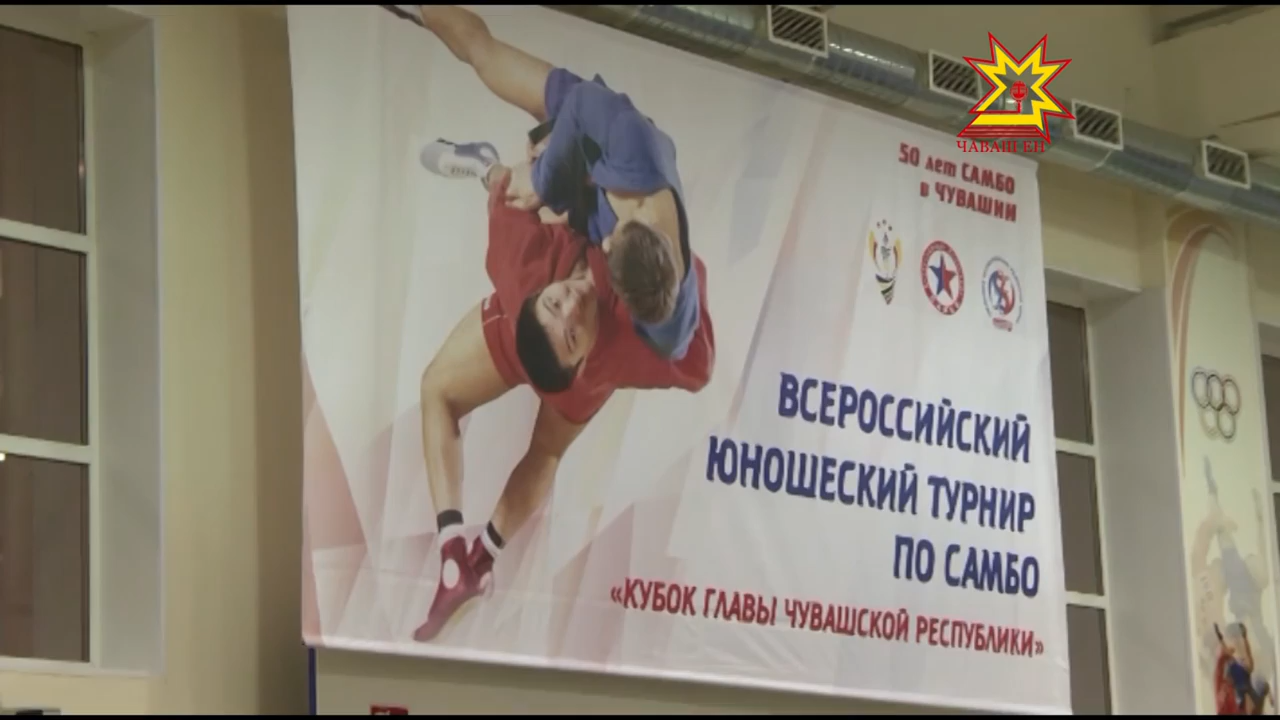 ЧАВАШ ЕН
50 лет САМБО
в ЧУВАШИИ
ВСЕРОССИЙСКИЙ
ЮНОШЕСКИЙ ТУРНИР
ПО САМБО
«КУБОК ГЛАВЫ ЧУВАШСКОЙ РЕСПУБЛИКИ»